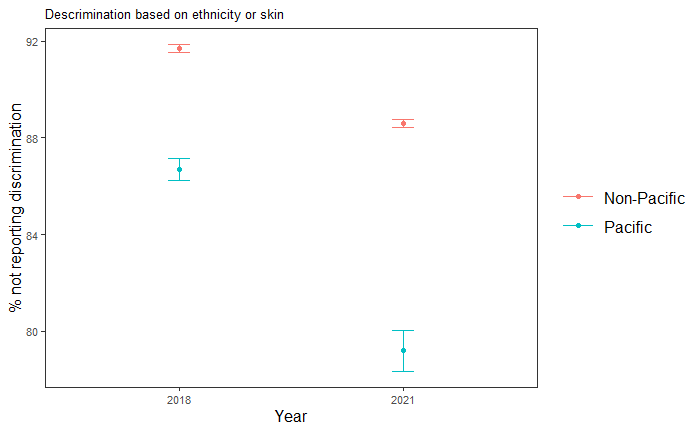 Descrimination based on ethnicity or skin
92
88
84
80
% not reporting discrimination
2018
2021
Year
Non-Pacific
Pacific